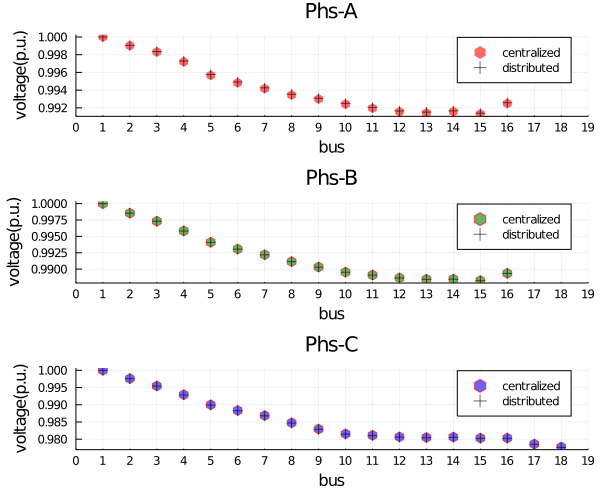 Phs-A
voltage(p.u.)
1.000
0.998
0.996
0.994
0.992
centralized
distributed
0 1 2 3 4 5 6 7 8 9 10 11 12 13 14 15 16 17 18 19
bus
Phs-B
voltage(p.u.)
1.0000
0.9975
0.9950
0.9925
0.9900
centralized
distributed
0 1 2 3 4 5 6 7 8 9 10 11 12 13 14 15 16 17 18 19
bus
Phs-C
voltage(p.u.)
1.000
0.995
0.990
0.985
0.980
centralized
distributed
0 1 2 3 4 5 6 7 8 9 10 11 12 13 14 15 16 17 18 19
bus